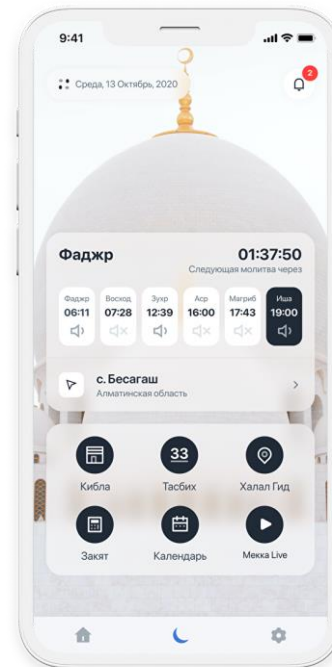 9:41
Среда, 13 Октябрь, 2020
2
Фаджр 01:37:50
Следующая молитва через
Фаджр Восход Зухр Аср Магриб Иша
06:11 07:28 12:39 16:00 17:43 19:00
с. Бесагаш
Алматинская область
33
Кибла Тасбих Халал Гид
Закят Календарь Мекка Live